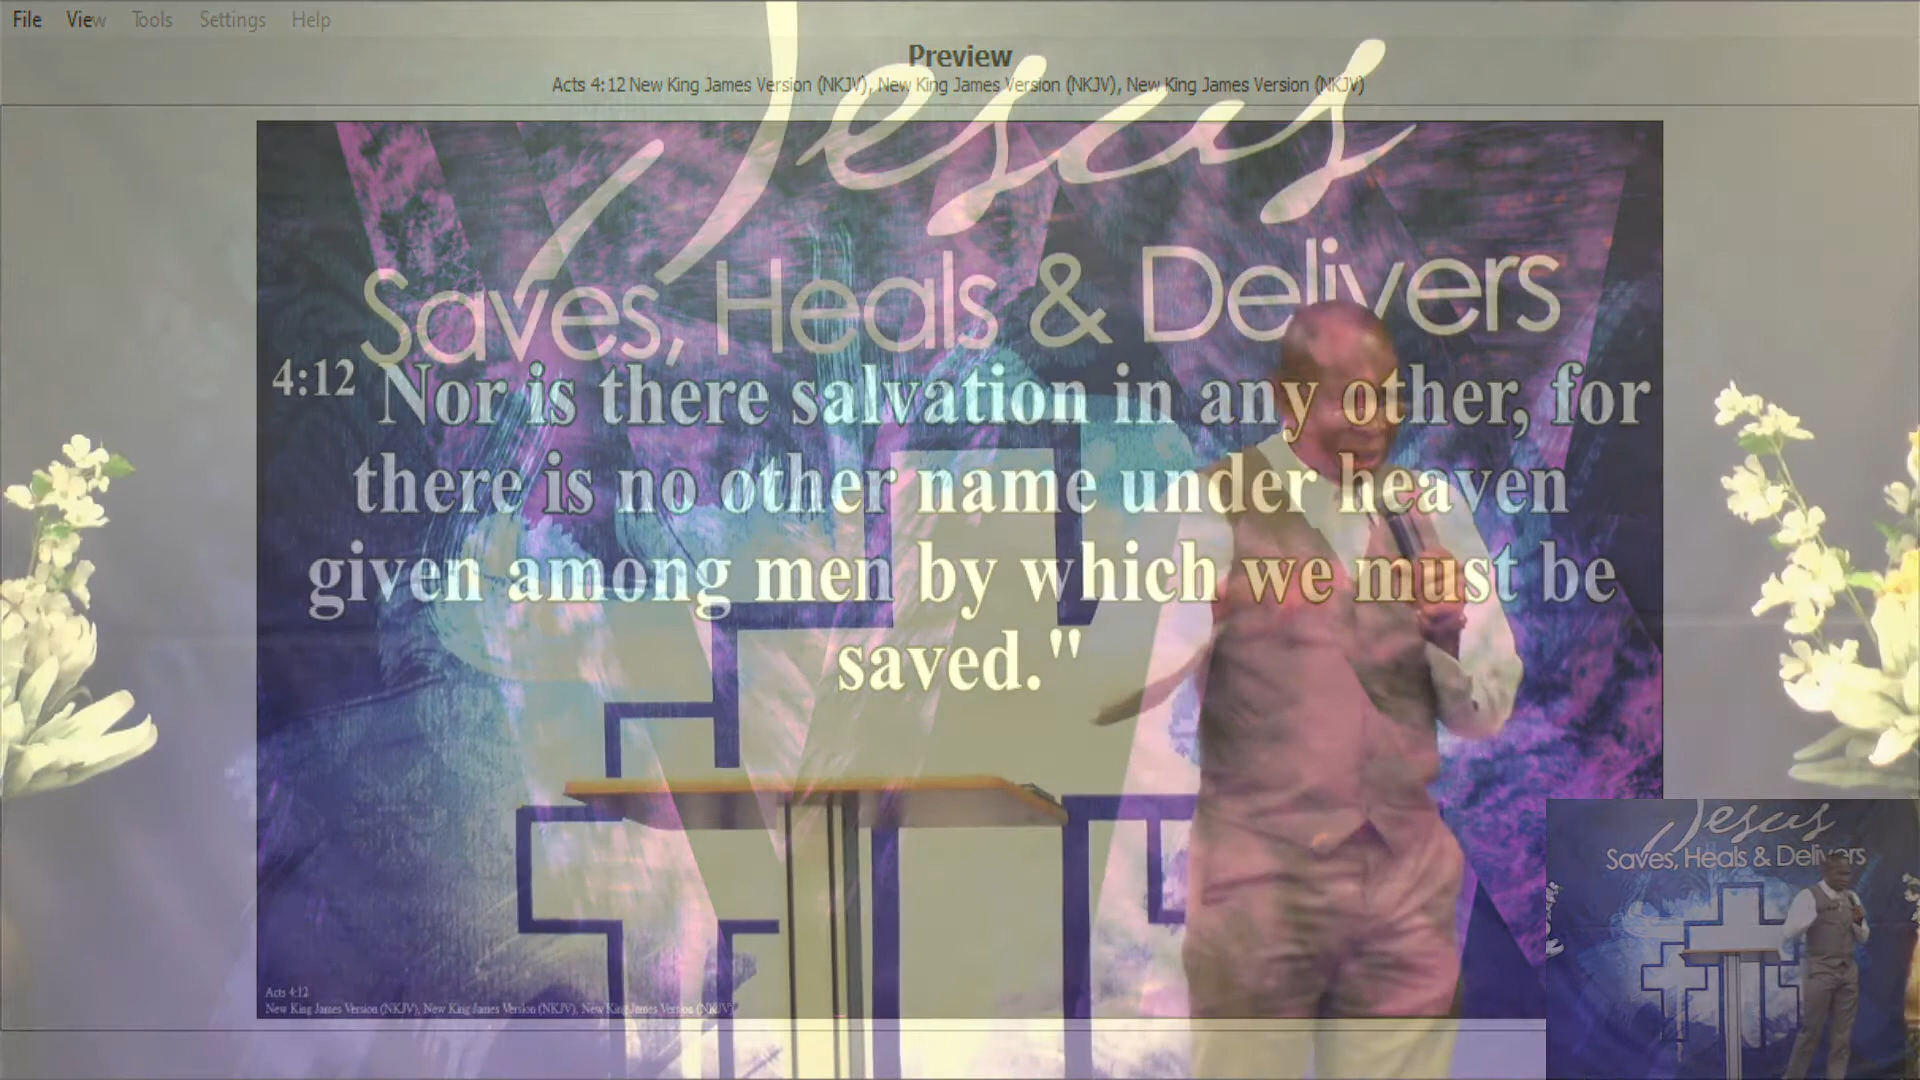 File View Tools Settings Help
Preview
Acts 4:12 New King James Version (NKJV), New King James Version (NKJV), New King James Version (NKJV)
Jesus
Saves, Heals & Delivers
4:12 Nor is there salvation in any other, for
there is no other name under heaven
given among men by which we must be
saved."
Acts 4:12
New King James Version (NKJV), New King James Version (NKJV), New King James Version (NKJV)
Jesus
Saves, Heals & Delivers